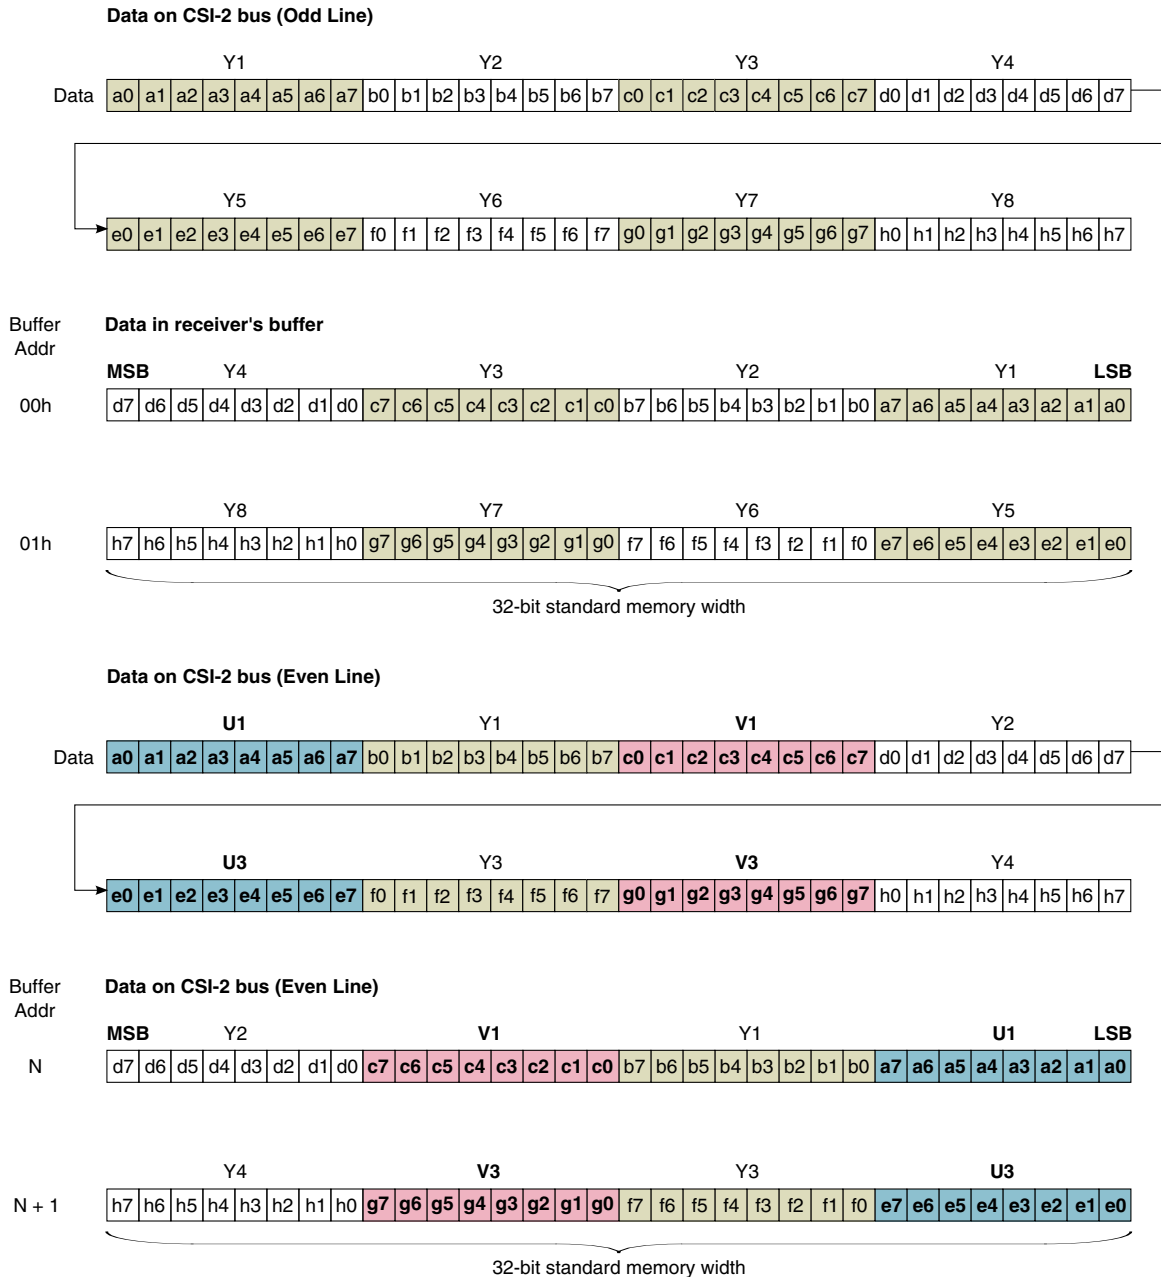 Data on CSI-2 bus (Odd Line)
Y1 Y2 Y3 Y4
Data a0 a1 a2 a3 a4 a5 a6 a7 b0 b1 b2 b3 b4 b5 b6 b7 c0 c1 c2 c3 c4 c5 c6 c7 d0 d1 d2 d3 d4 d5 d6 d7
Y5 Y6 Y7 Y8
e0 e1 e2 e3 e4 e5 e6 e7 f0 f1 f2 f3 f4 f5 f6 f7 g0 g1 g2 g3 g4 g5 g6 g7 h0 h1 h2 h3 h4 h5 h6 h7
Buffer Addr
Data in receiver's buffer
MSB Y4 Y3 Y2 Y1 LSB
00h d7 d6 d5 d4 d3 d2 d1 d0 c7 c6 c5 c4 c3 c2 c1 c0 b7 b6 b5 b4 b3 b2 b1 b0 a7 a6 a5 a4 a3 a2 a1 a0
Y8 Y7 Y6 Y5
01h h7 h6 h5 h4 h3 h2 h1 h0 g7 g6 g5 g4 g3 g2 g1 g0 f7 f6 f5 f4 f3 f2 f1 f0 e7 e6 e5 e4 e3 e2 e1 e0
32-bit standard memory width
Data on CSI-2 bus (Even Line)
U1 Y1 V1 Y2
Data a0 a1 a2 a3 a4 a5 a6 a7 b0 b1 b2 b3 b4 b5 b6 b7 c0 c1 c2 c3 c4 c5 c6 c7 d0 d1 d2 d3 d4 d5 d6 d7
U3 Y3 V3 Y4
e0 e1 e2 e3 e4 e5 e6 e7 f0 f1 f2 f3 f4 f5 f6 f7 g0 g1 g2 g3 g4 g5 g6 g7 h0 h1 h2 h3 h4 h5 h6 h7
Buffer Addr
Data on CSI-2 bus (Even Line)
MSB Y2 V1 Y1 U1 LSB
N d7 d6 d5 d4 d3 d2 d1 d0 c7 c6 c5 c4 c3 c2 c1 c0 b7 b6 b5 b4 b3 b2 b1 b0 a7 a6 a5 a4 a3 a2 a1 a0
Y4 V3 Y3 U3
N + 1 h7 h6 h5 h4 h3 h2 h1 h0 g7 g6 g5 g4 g3 g2 g1 g0 f7 f6 f5 f4 f3 f2 f1 f0 e7 e6 e5 e4 e3 e2 e1 e0
32-bit standard memory width